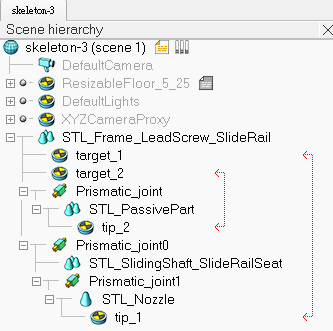 skeleton-3
Scene hierarchy
skeleton-3 (scene 1)
DefaultCamera
ResizableFloor_5_25
DefaultLights
XYZCameraProxy
STL_Frame_LeadScrew_SlideRail
target_1
target_2
Prismatic_joint
STL_PassivePart
tip_2
Prismatic_joint0
STL_SlidingShaft_SlideRailSeat
Prismatic_joint1
STL_Nozzle
tip_1